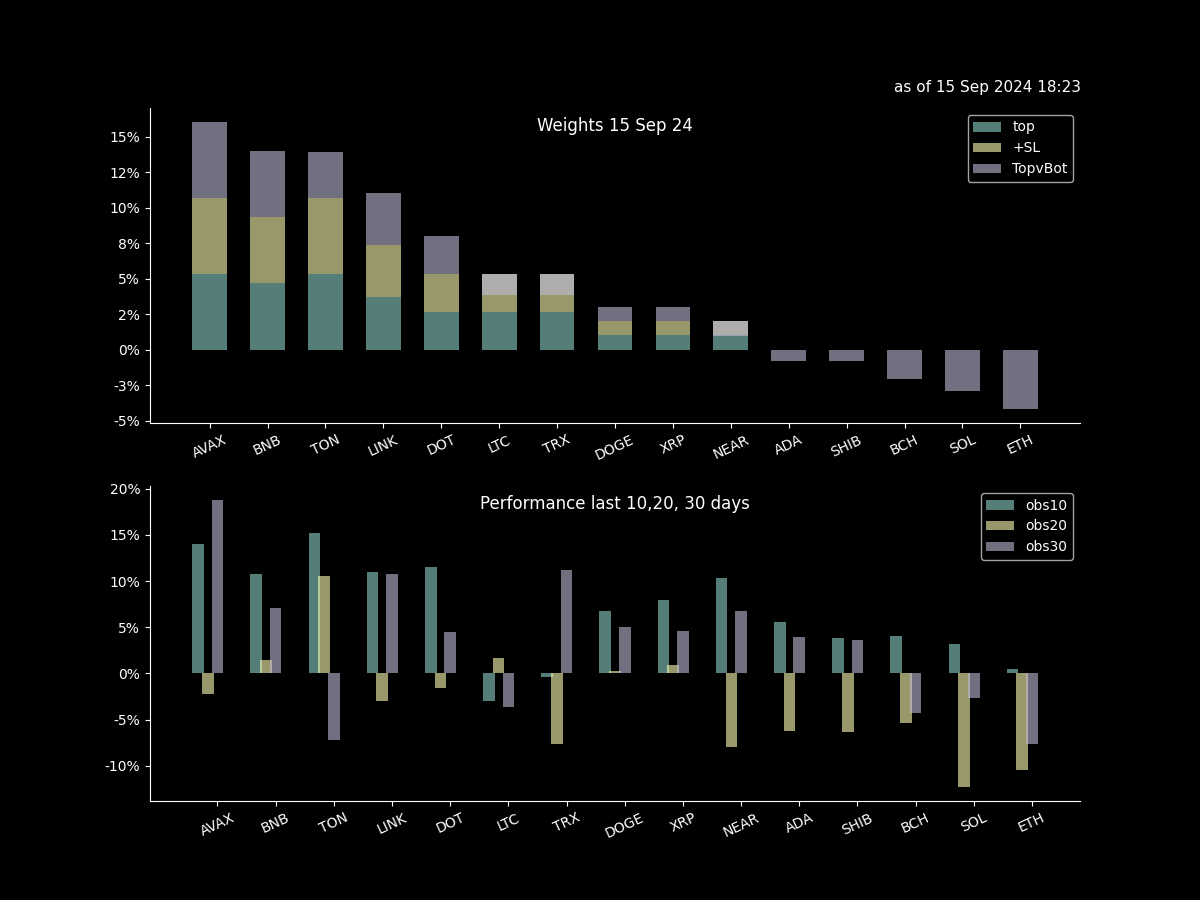 as of 15 Sep 2024 18:23
Weights 15 Sep 24
top
+SL
TopvBot
15%
12%
10%
8%
5%
2%
0%
-3%
-5%
AVAX BNB TON LINK DOT LTC TRX DOGE XRP NEAR ADA SHIB BCH SOL ETH
Performance last 10,20, 30 days
obs10
obs20
obs30
20%
15%
10%
5%
0%
-5%
-10%
AVAX BNB TON LINK DOT LTC TRX DOGE XRP NEAR ADA SHIB BCH SOL ETH